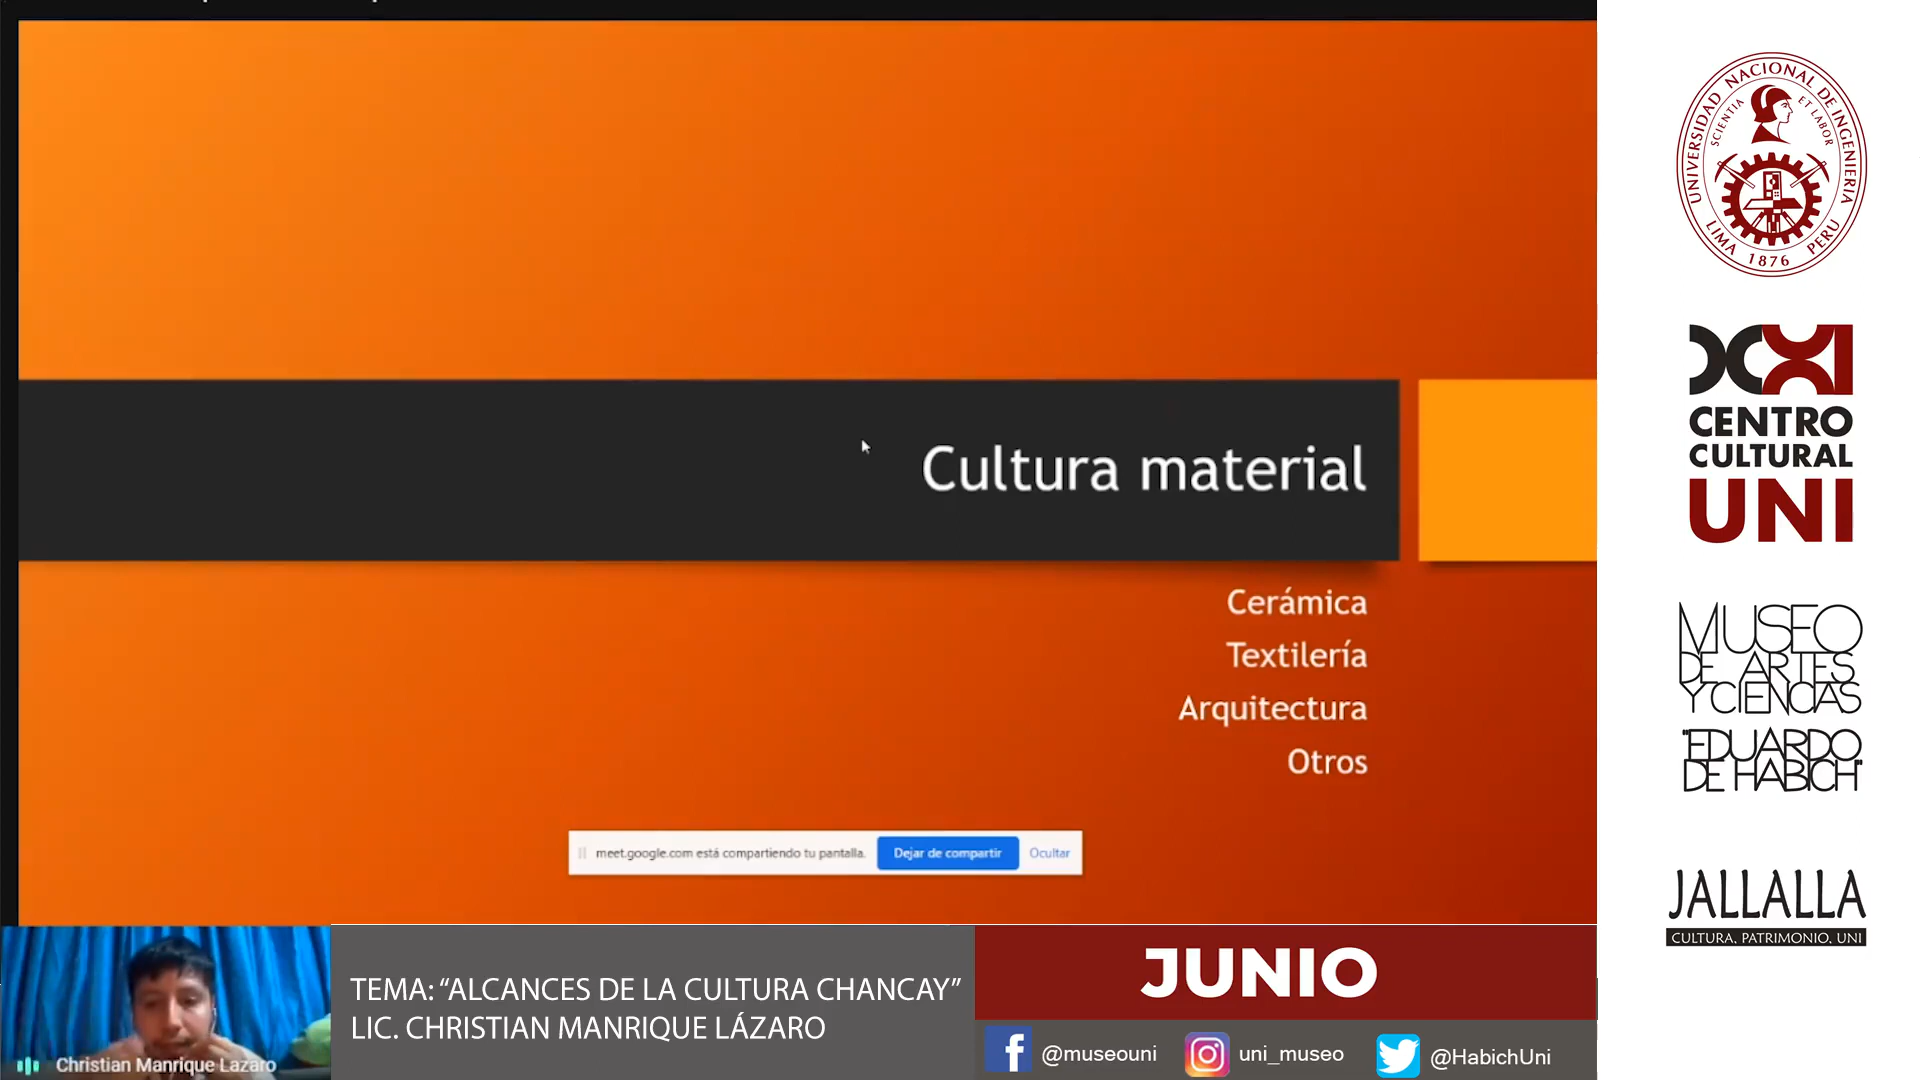 Cultura material
Cerámica
Textilería
Arquitectura
Otros
meet.google.com está compartiendo tu pantalla.
Dejar de compartir
Ocultar
Christian Manrique Lazaro
TEMA: “ALCANCES DE LA CULTURA CHANCAY”
LIC. CHRISTIAN MANRIQUE LÁZARO
JUNIO
@museouni
uni_museo
@HabichUni
UNIVERSIDAD NACIONAL DE INGENIERIA
SCIENTIA ET LABOR
LIMA 1876 PERU
XXI
CENTRO
CULTURAL
UNI
MUSEO
DE ARTES
Y CIENCIAS
"EDUARDO
DE HABICH"
JALLALLA
CULTURA, PATRIMONIO, UNI